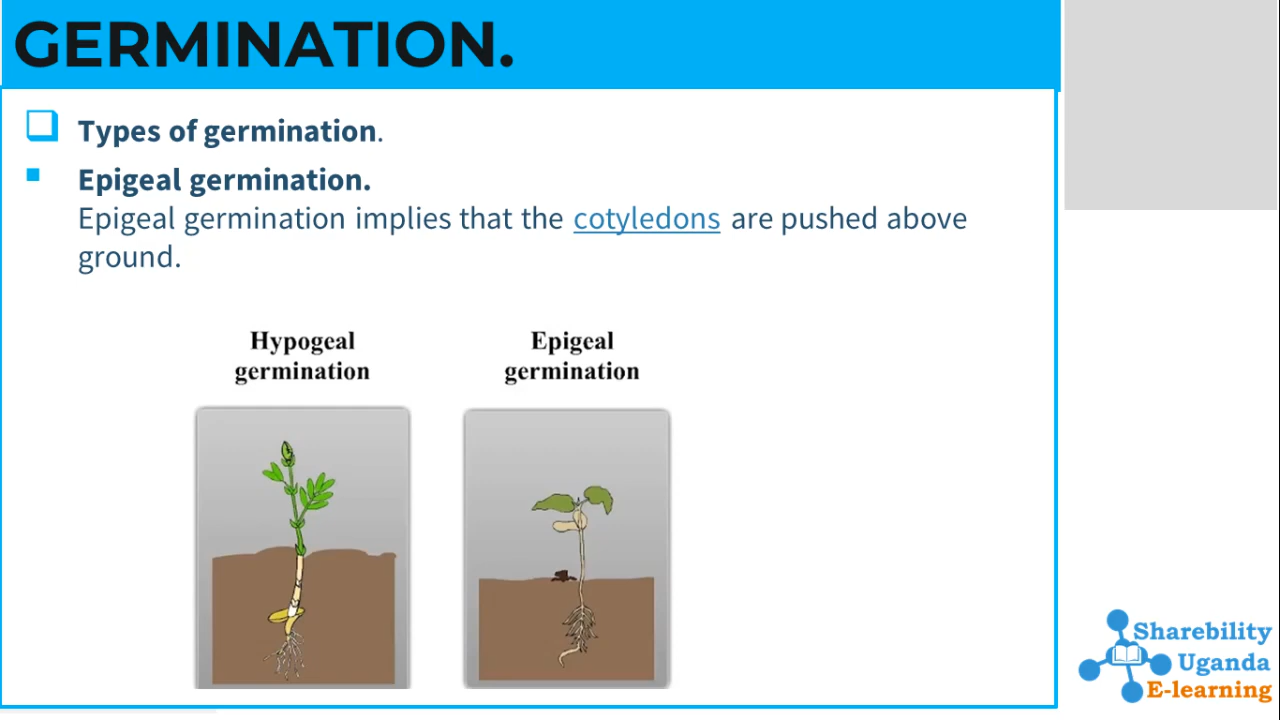 GERMINATION.
Types of germination.
Epigeal germination.
Epigeal germination implies that the cotyledons are pushed above
ground.
Hypogeal
germination
Epigeal
germination
Sharebility
Uganda
E-learning